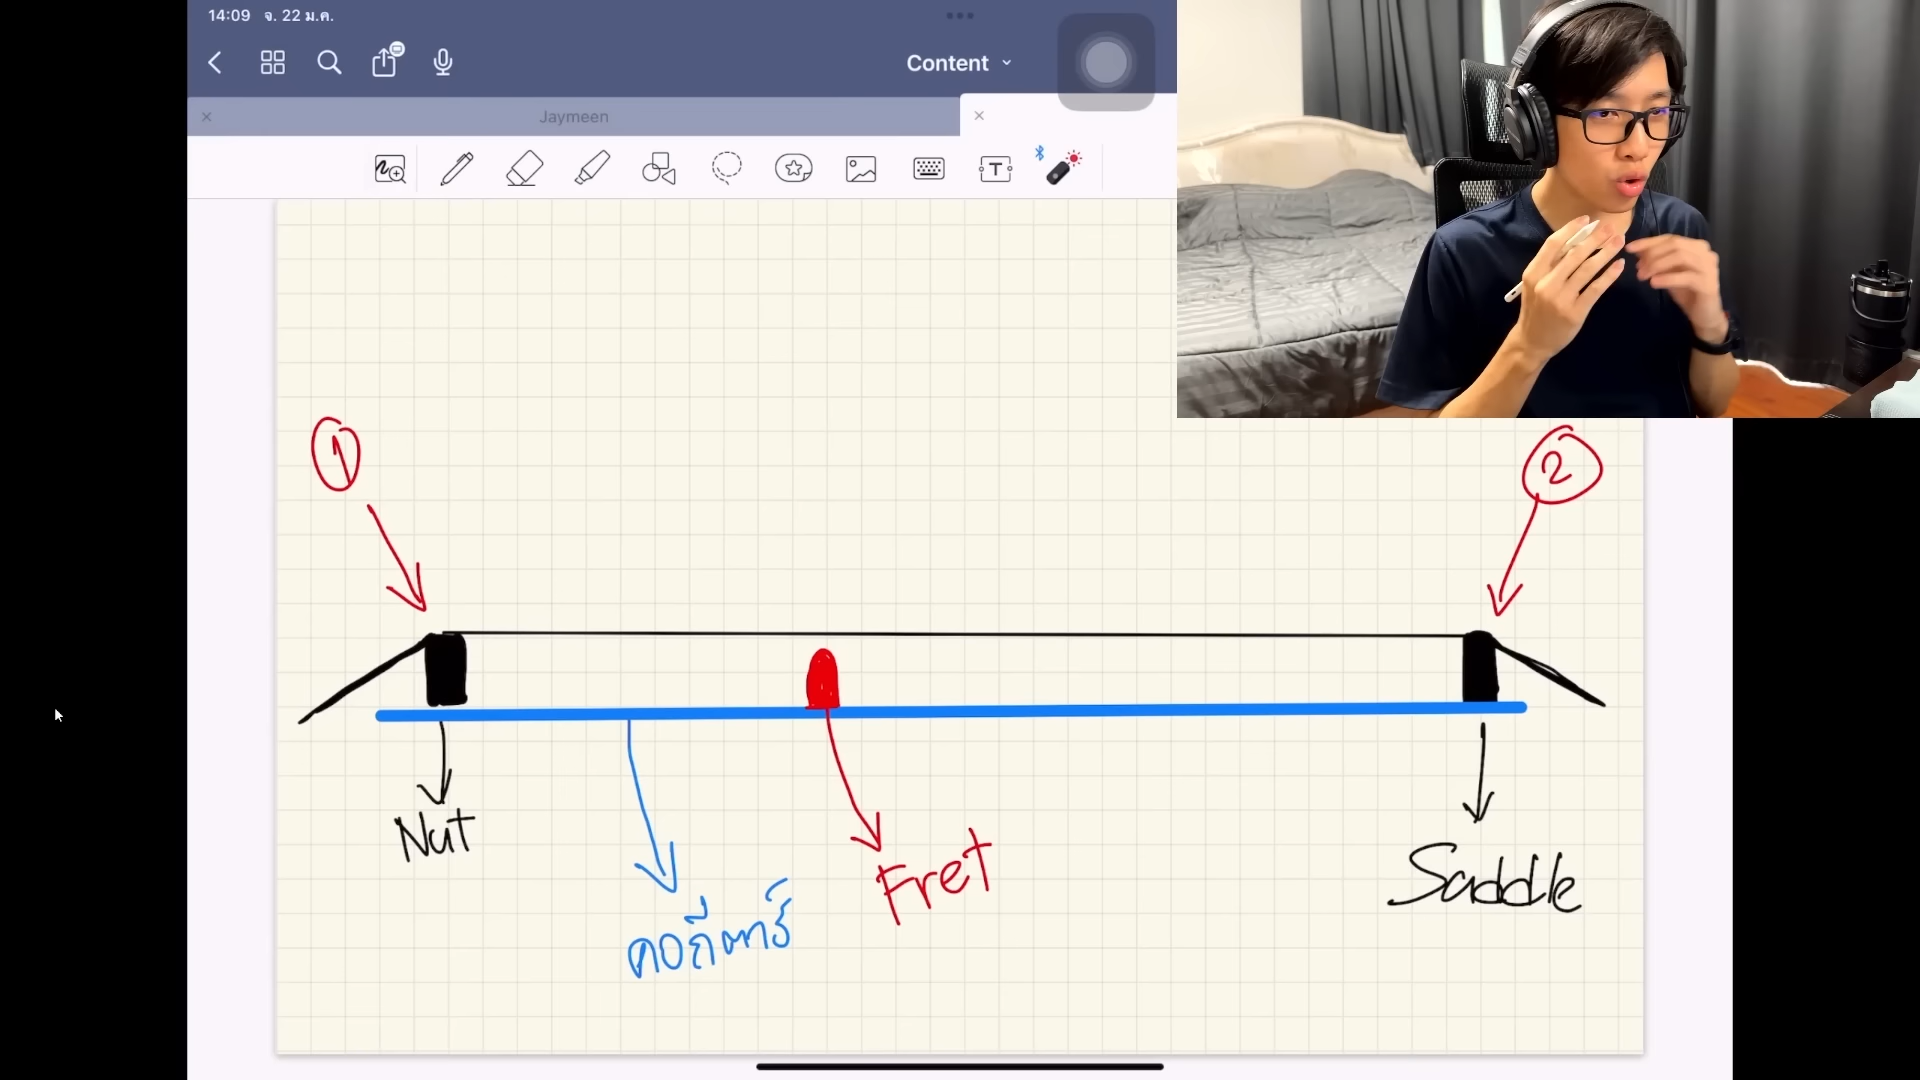 14:09 จ. 22 ม.ค.
Content
Jaymeen
T
1
2
Nut
Fret
Saddle
คอกีตาร์